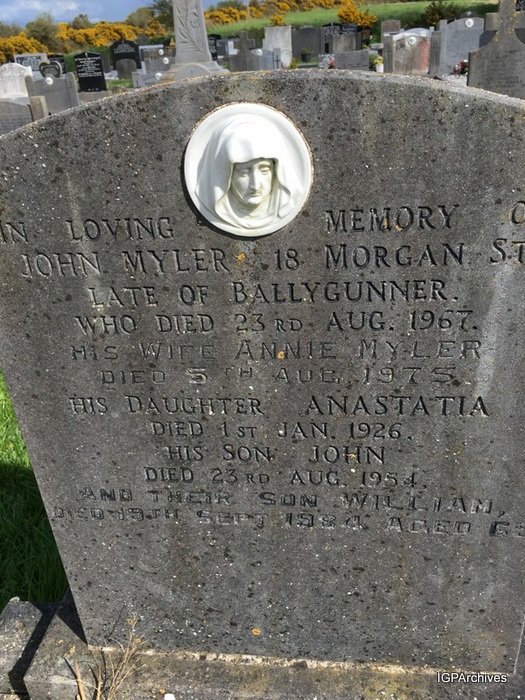 IN LOVING MEMORY O
JOHN MYLER 18 MORGAN ST
LATE OF BALLYGUNNER.
WHO DIED 23RD AUG. 1967.
HIS WIFE ANNIE MYLER
DIED 5TH AUG. 1975.
HIS DAUGHTER ANASTATIA
DIED 1ST JAN. 1926.
HIS SON JOHN
DIED 23RD AUG. 1954.
AND THEIR SON WILLIAM,
DIED 19TH SEPT 1984 AGED
IGPArchives